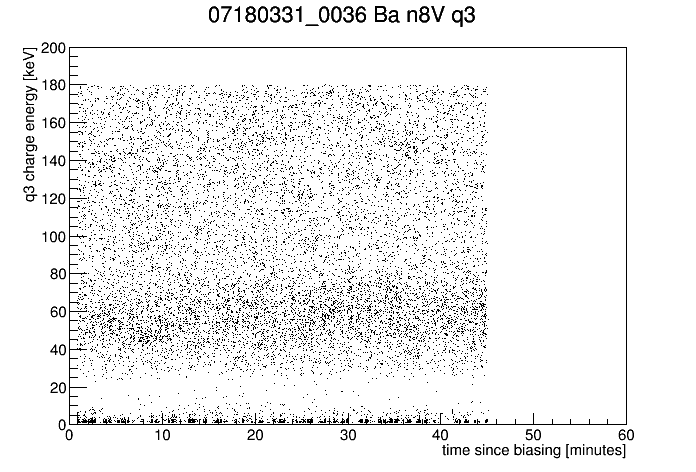 07180331_0036 Ba n8V q3
q3 charge energy [keV]
200
180
160
140
120
100
80
60
40
20
0
0 10 20 30 40 50 60
time since biasing [minutes]